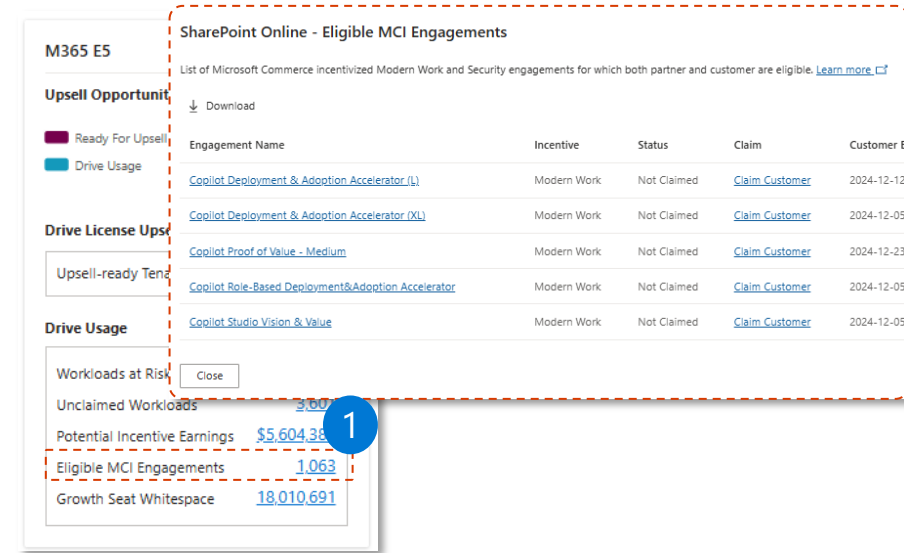 SharePoint Online - Eligible MCI Engagements
List of Microsoft Commerce incentivized Modern Work and Security engagements for which both partner and customer are eligible. Learn more
Download
Engagement Name Incentive Status Claim Customer E
Copilot Deployment & Adoption Accelerator (L) Modern Work Not Claimed Claim Customer 2024-12-12
Copilot Deployment & Adoption Accelerator (XL) Modern Work Not Claimed Claim Customer 2024-12-05
Copilot Proof of Value - Medium Modern Work Not Claimed Claim Customer 2024-12-23
Copilot Role-Based Deployment&Adoption Accelerator Modern Work Not Claimed Claim Customer 2024-12-05
Copilot Studio Vision & Value Modern Work Not Claimed Claim Customer 2024-12-05
Close
M365 E5
Upsell Opportunit
Ready For Upsell
Drive Usage
Drive License Upse
Upsell-ready Tena
Drive Usage
Workloads at Risk
Unclaimed Workloads
Potential Incentive Earnings $5,604,38
1
Eligible MCI Engagements 1,063
Growth Seat Whitespace 18,010,691